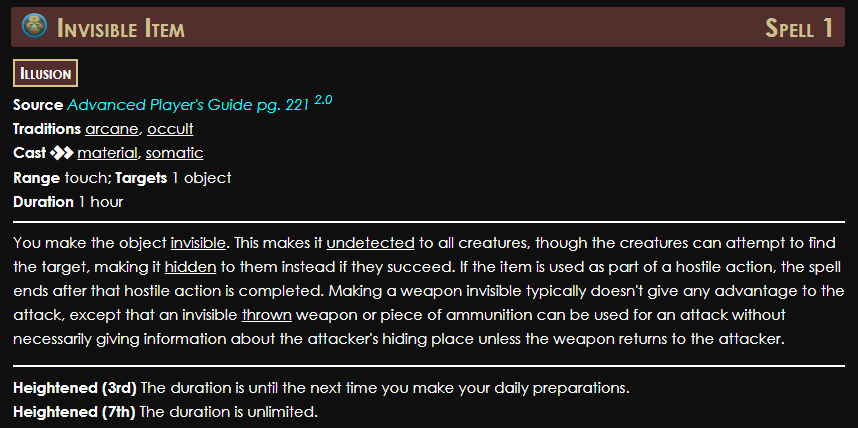 Invisible Item Spell 1
Illusion
Source Advanced Player's Guide pg. 221 2.0
Traditions arcane, occult
Cast material, somatic
Range touch; Targets 1 object
Duration 1 hour
You make the object invisible. This makes it undetected to all creatures, though the creatures can attempt to find
the target, making it hidden to them instead if they succeed. If the item is used as part of a hostile action, the spell
ends after that hostile action is completed. Making a weapon invisible typically doesn't give any advantage to the
attack, except that an invisible thrown weapon or piece of ammunition can be used for an attack without
necessarily giving information about the attacker's hiding place unless the weapon returns to the attacker.
Heightened (3rd) The duration is until the next time you make your daily preparations.
Heightened (7th) The duration is unlimited.